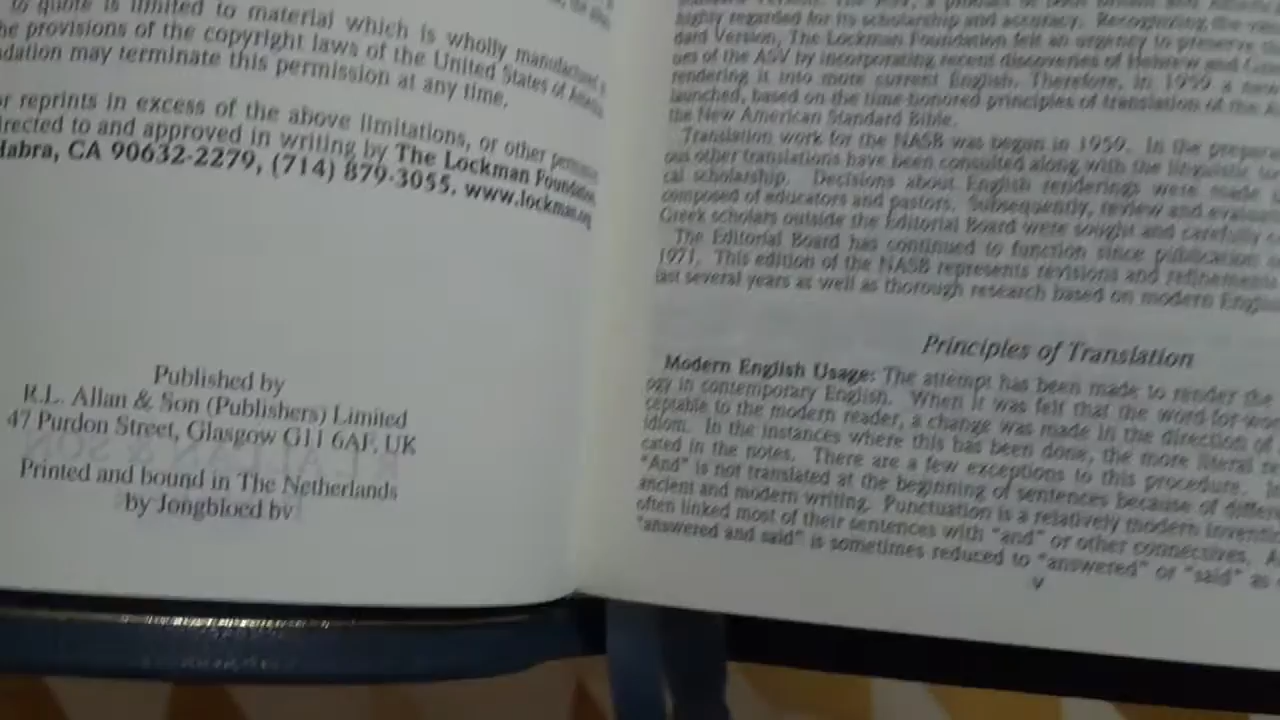 to quote is limited to material which is wholly manufactured
he provisions of the copyright laws of the United States of
dation may terminate this permission at any time.
or reprints in excess of the above limitations, or other
irected to and approved in writing by The Lockman Foundation,
Habra, CA 90632-2279, (714) 879-3055. www.lockman.org
Published by
R.L. Allan & Son (Publishers) Limited
47 Purdon Street, Glasgow G11 6AF, UK
Printed and bound in The Netherlands
by Jongbloed bv
highly regarded for its scholarship and accuracy. Recognizing the
dard Version, The Lockman Foundation felt an urgency to preserve
ues of the ASV by incorporating recent discoveries of Hebrew and
rendering it into more current English. Therefore, in 1959 a new
launched, based on the time-honored principles of translation of the
the New American Standard Bible.
Translation work for the NASB was begun in 1959. In the
ous other translations have been consulted along with the linguistic
cal scholarship. Decisions about English renderings were made
composed of educators and pastors. Subsequently, review and
Greek scholars outside the Editorial Board were sought and carefully
The Editorial Board has continued to function since publication
1971. This edition of the NASB represents revisions and refinements
last several years as well as thorough research based on modern
Principles of Translation
Modern English Usage: The attempt has been made to render the
ogy in contemporary English. When it was felt that the
ceptable to the modern reader, a change was made in the direction of
idiom. In the instances where this has been done, the more literal
cated in the notes. There are a few exceptions to this procedure.
"And" is not translated at the beginning of sentences because of
ancient and modern writing. Punctuation is a relatively modern
often linked most of their sentences with "and" or other connectives.
"answered and said" is sometimes reduced to "answered" or "said" as
v